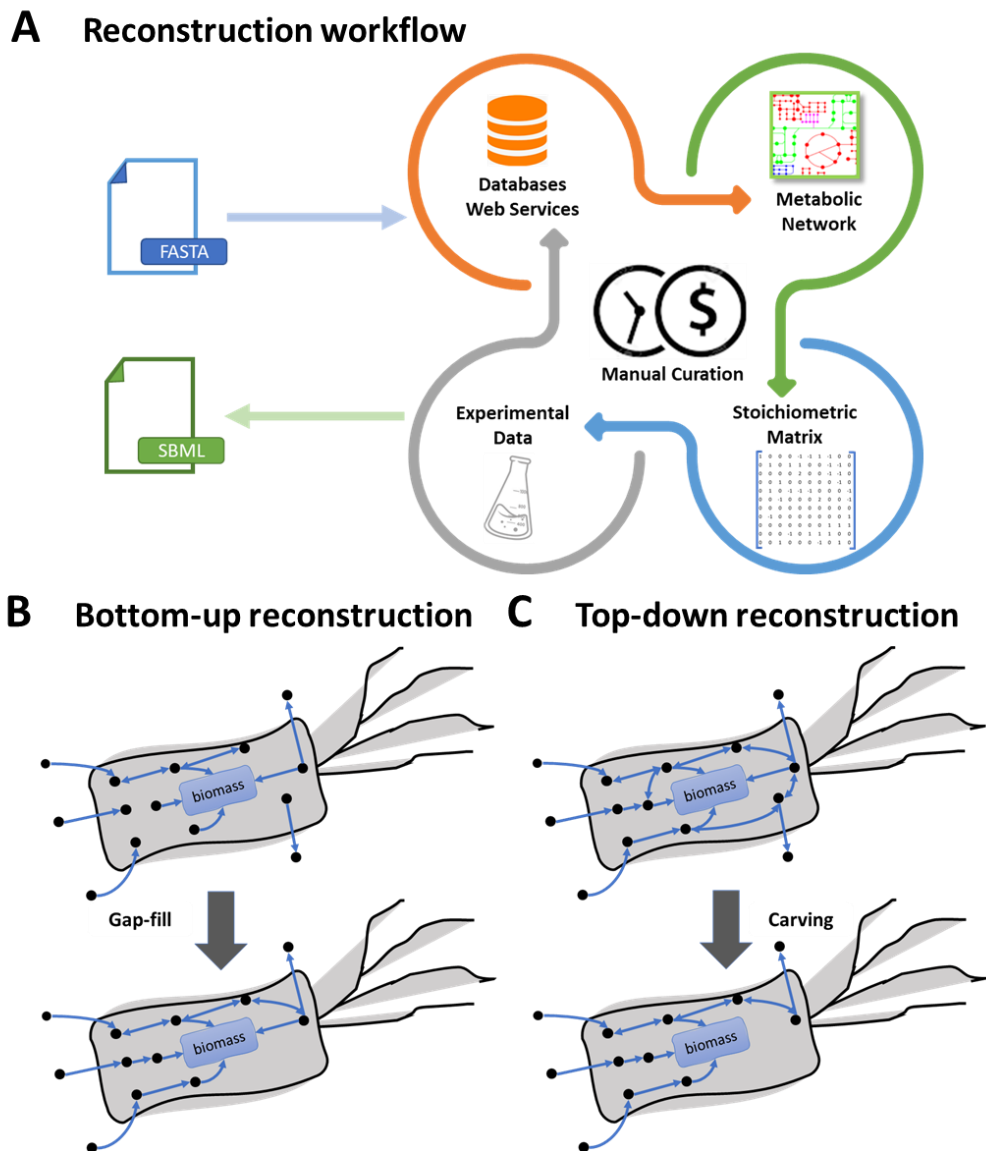 A Reconstruction workflow
Databases
Web Services
Metabolic
Network
FASTA
$
Manual Curation
SBML
Experimental
Data
Stoichiometric
Matrix
B Bottom-up reconstruction
C Top-down reconstruction
biomass
biomass
Gap-fill
Carving
biomass
biomass